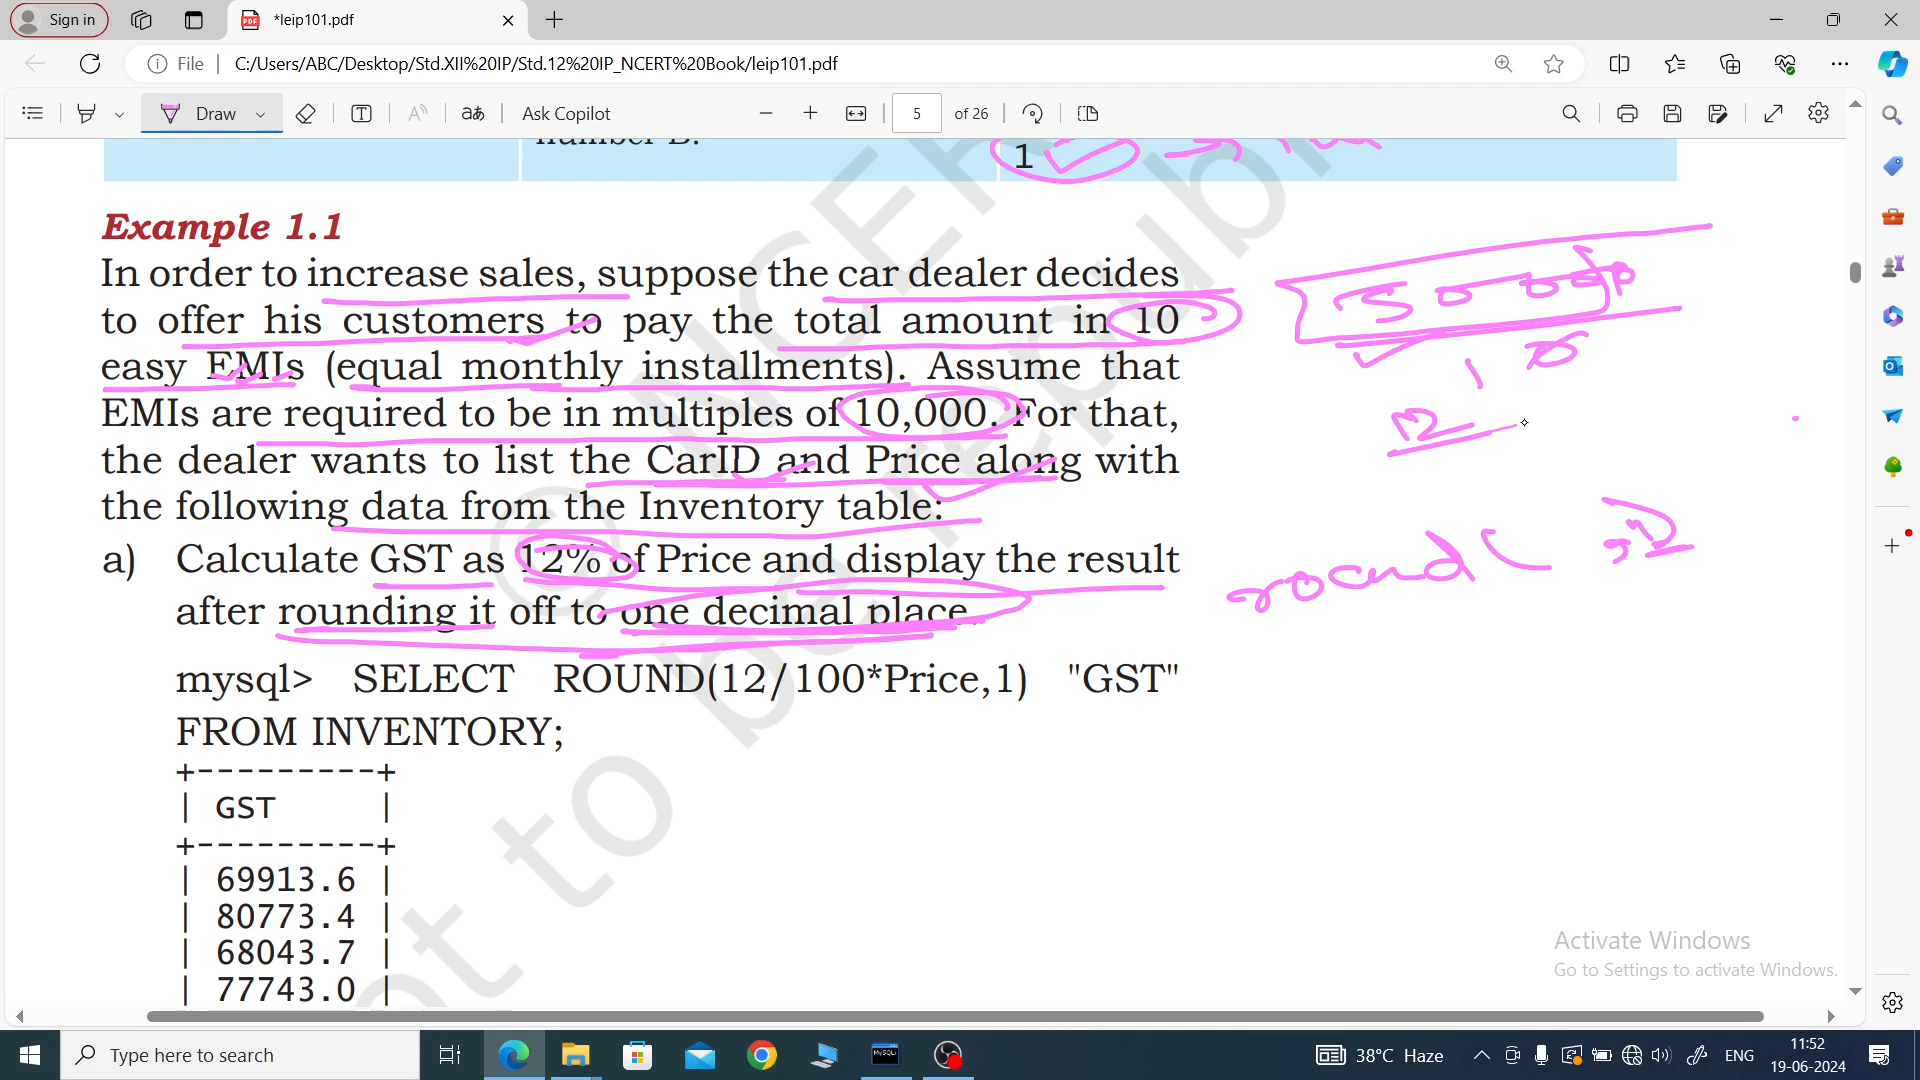 Sign in
*leip101.pdf
File
C:/Users/ABC/Desktop/Std.XII%20IP/Std.12%20IP_NCERT%20Book/leip101.pdf
Draw
Ask Copilot
5 of 26
number B.
1
Example 1.1
In order to increase sales, suppose the car dealer decides
to offer his customers to pay the total amount in 10
easy EMIs (equal monthly installments). Assume that
EMIs are required to be in multiples of 10,000. For that,
the dealer wants to list the CarID and Price along with
the following data from the Inventory table:
a) Calculate GST as 12% of Price and display the result
after rounding it off to one decimal place.
mysql> SELECT ROUND(12/100*Price,1) "GST"
FROM INVENTORY;
+---------+
| GST |
+---------+
| 69913.6 |
| 80773.4 |
| 68043.7 |
| 77743.0 |
12
round(
Activate Windows
Go to Settings to activate Windows.
Type here to search
38°C Haze
ENG
11:52
19-06-2024